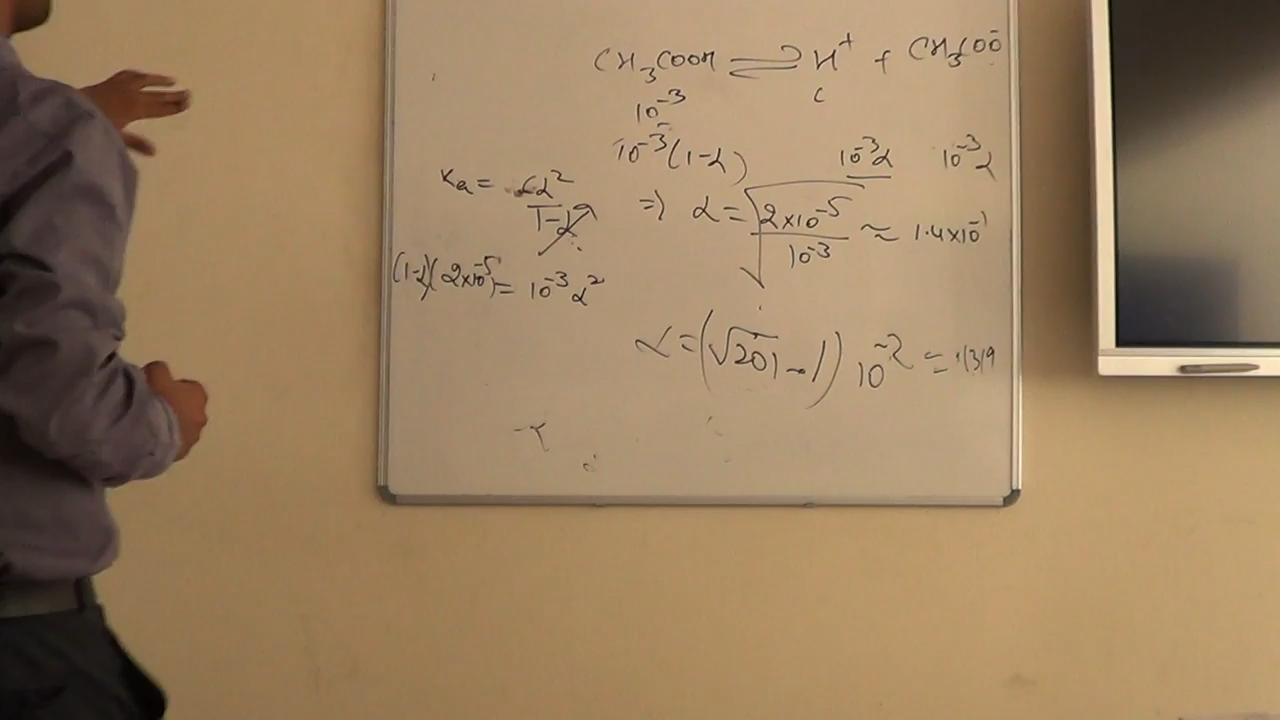 CH₃COOH ⇌ H⁺ + CH₃COO⁻
10⁻³ C
10⁻³(1-α) 10⁻³α 10⁻³α
Ka = Cα²/1-α ⇒ α = √(2×10⁻⁵/10⁻³) ≈ 1.4×10⁻¹
(1-α)(2×10⁻⁵) = 10⁻³α²
α = (√201 - 1) 10⁻² = .1319